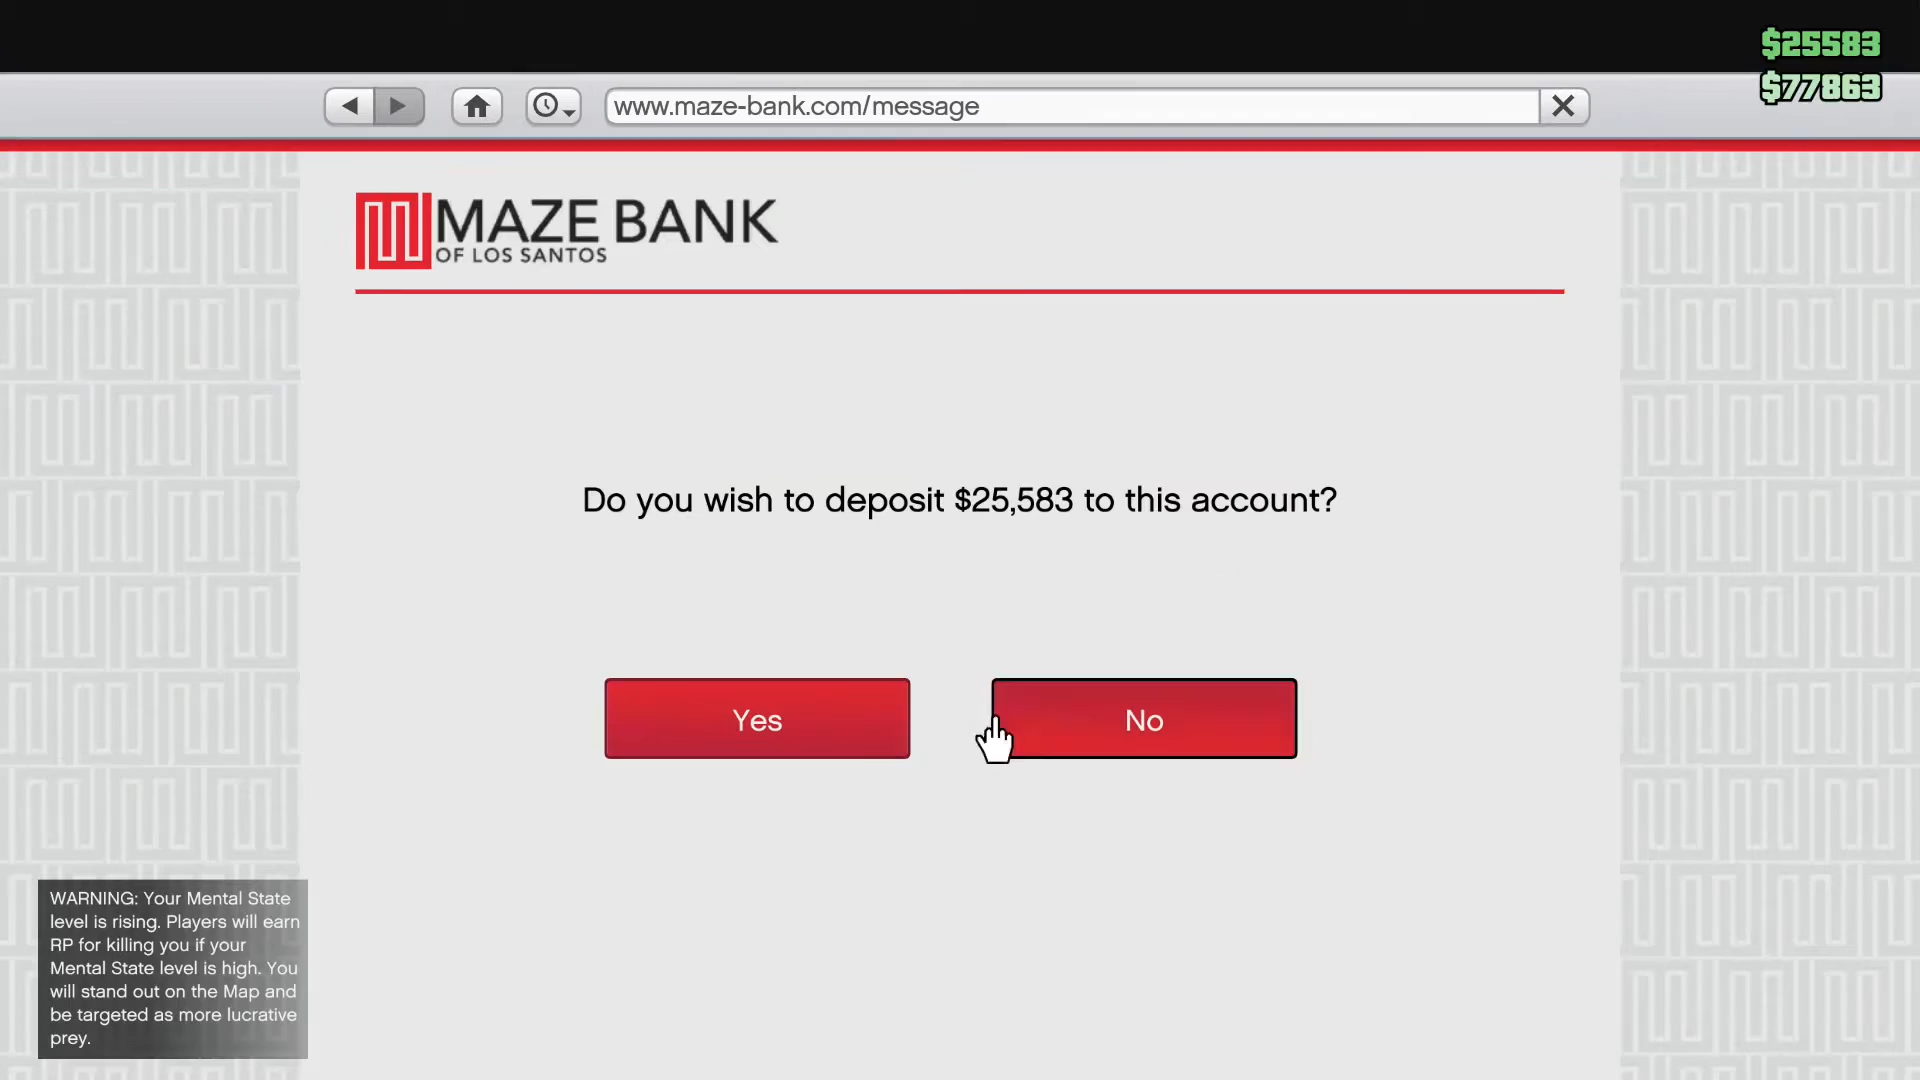 $25583
$77863
www.maze-bank.com/message
MAZE BANK
OF LOS SANTOS
Do you wish to deposit $25,583 to this account?
Yes
No
WARNING: Your Mental State
level is rising. Players will earn
RP for killing you if your
Mental State level is high. You
will stand out on the Map and
be targeted as more lucrative
prey.